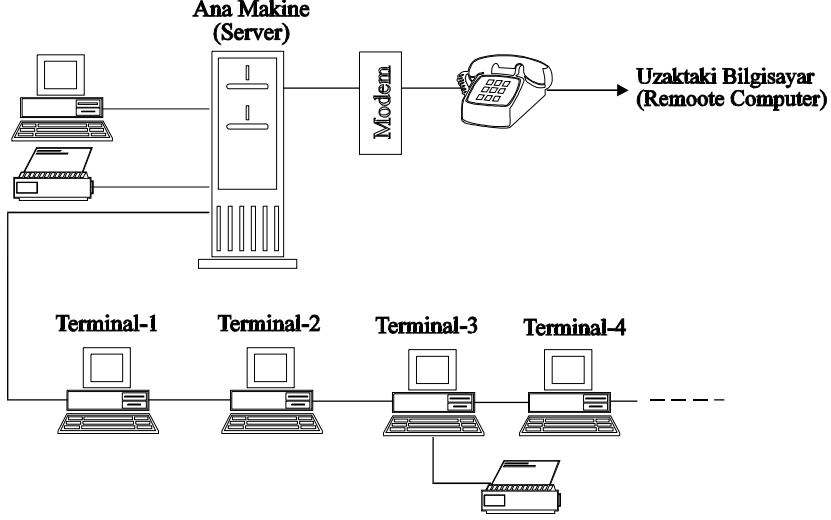 Ana Makine
(Server)
Modem
Uzaktaki Bilgisayar
(Remoote Computer)
Terminal-1
Terminal-2
Terminal-3
Terminal-4